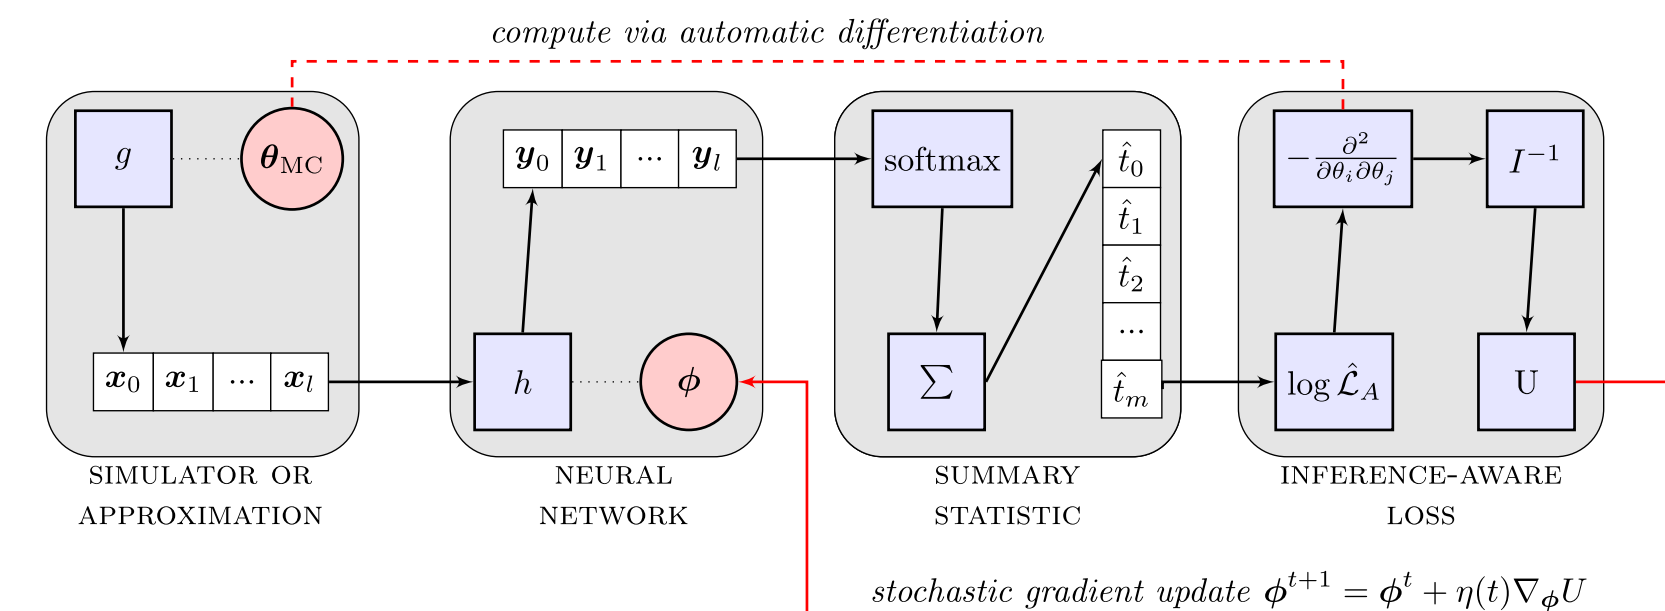 compute via automatic differentiation
g
θ_MC
x_0 x_1 ... x_l
SIMULATOR OR
APPROXIMATION
y_0 y_1 ... y_l
h
ϕ
NEURAL
NETWORK
softmax
∑
t̂_0
t̂_1
t̂_2
...
t̂_m
SUMMARY
STATISTIC
−∂²/∂θ_i∂θ_j
I⁻¹
log ℒ̂_A
U
INFERENCE-AWARE
LOSS
stochastic gradient update ϕ^{t+1} = ϕ^t + η(t)∇_ϕ U